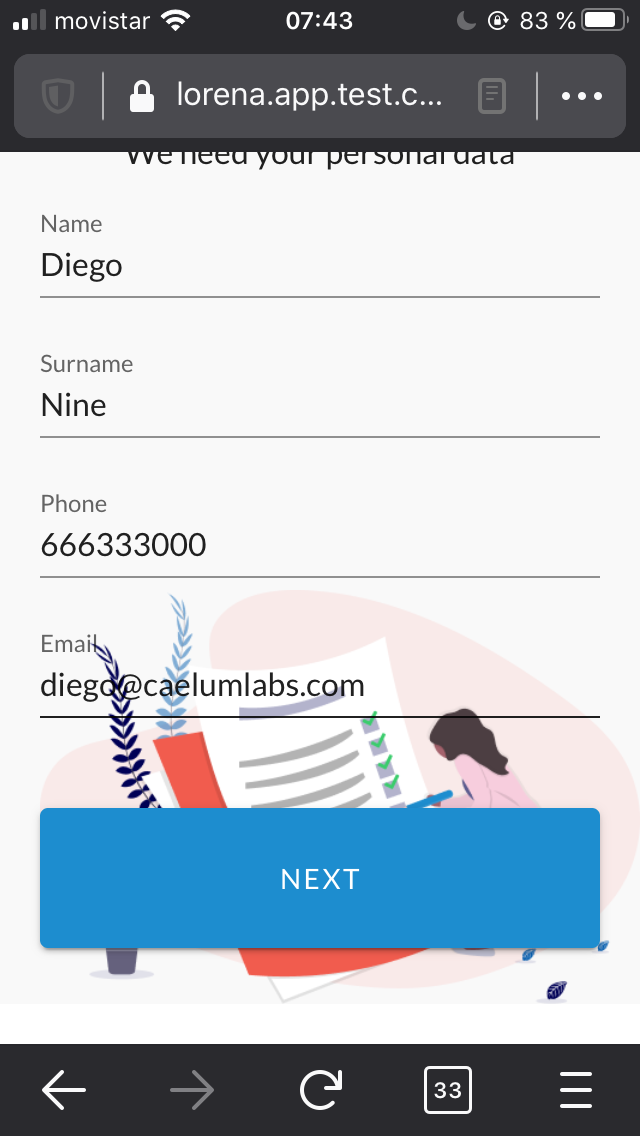 movistar 07:43 83 %
lorena.app.test.c...
We need your personal data
Name
Diego
Surname
Nine
Phone
666333000
Email
diego@caelumlabs.com
NEXT
33